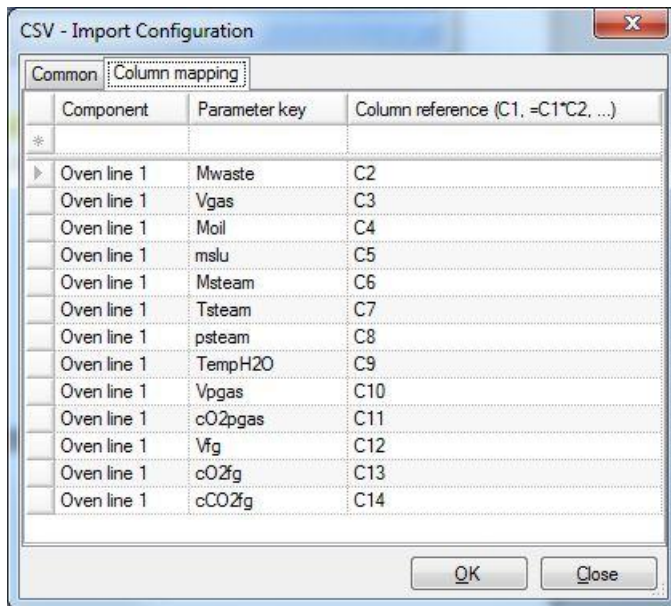 CSV - Import Configuration
Common Column mapping
Component Parameter key Column reference (C1, =C1*C2, ...)
Oven line 1 Mwaste C2
Oven line 1 Vgas C3
Oven line 1 Moil C4
Oven line 1 mslu C5
Oven line 1 Msteam C6
Oven line 1 Tsteam C7
Oven line 1 psteam C8
Oven line 1 TempH2O C9
Oven line 1 Vpgas C10
Oven line 1 cO2pgas C11
Oven line 1 Vfg C12
Oven line 1 cO2fg C13
Oven line 1 cCO2fg C14
OK Close